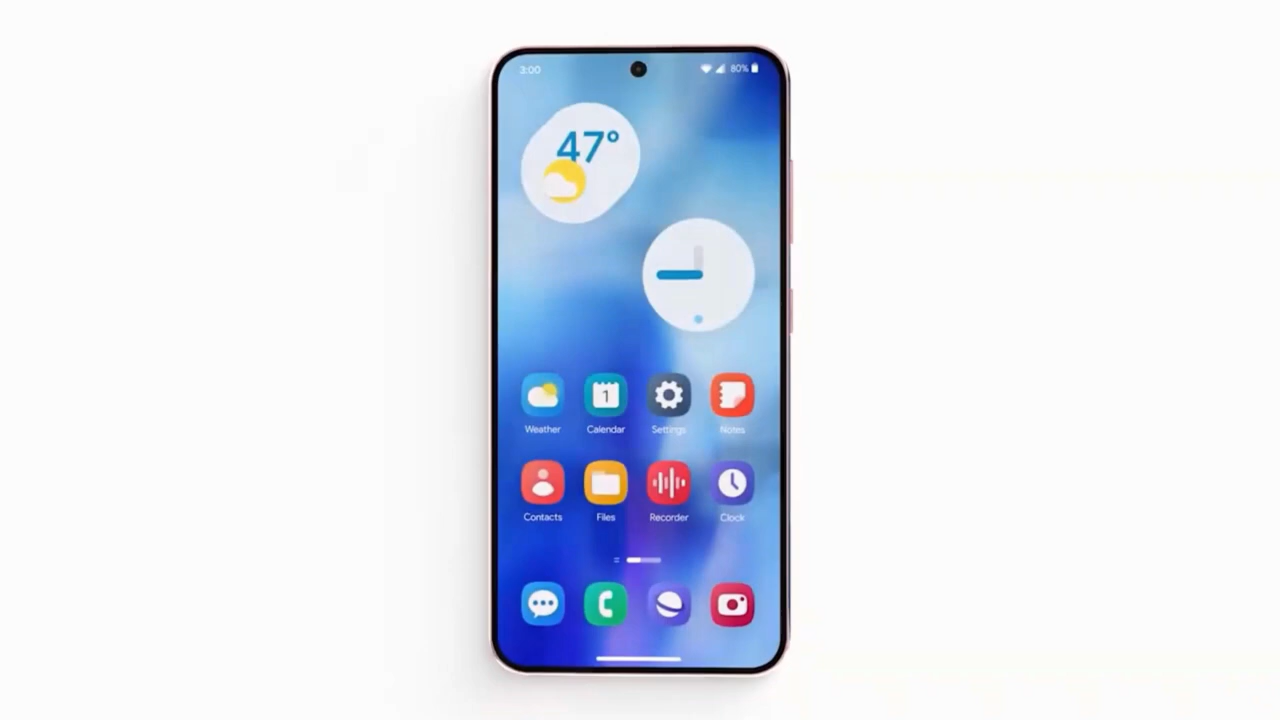 3:00 80%
47°
1
Weather Calendar Settings Notes
Contacts Files Recorder Clock